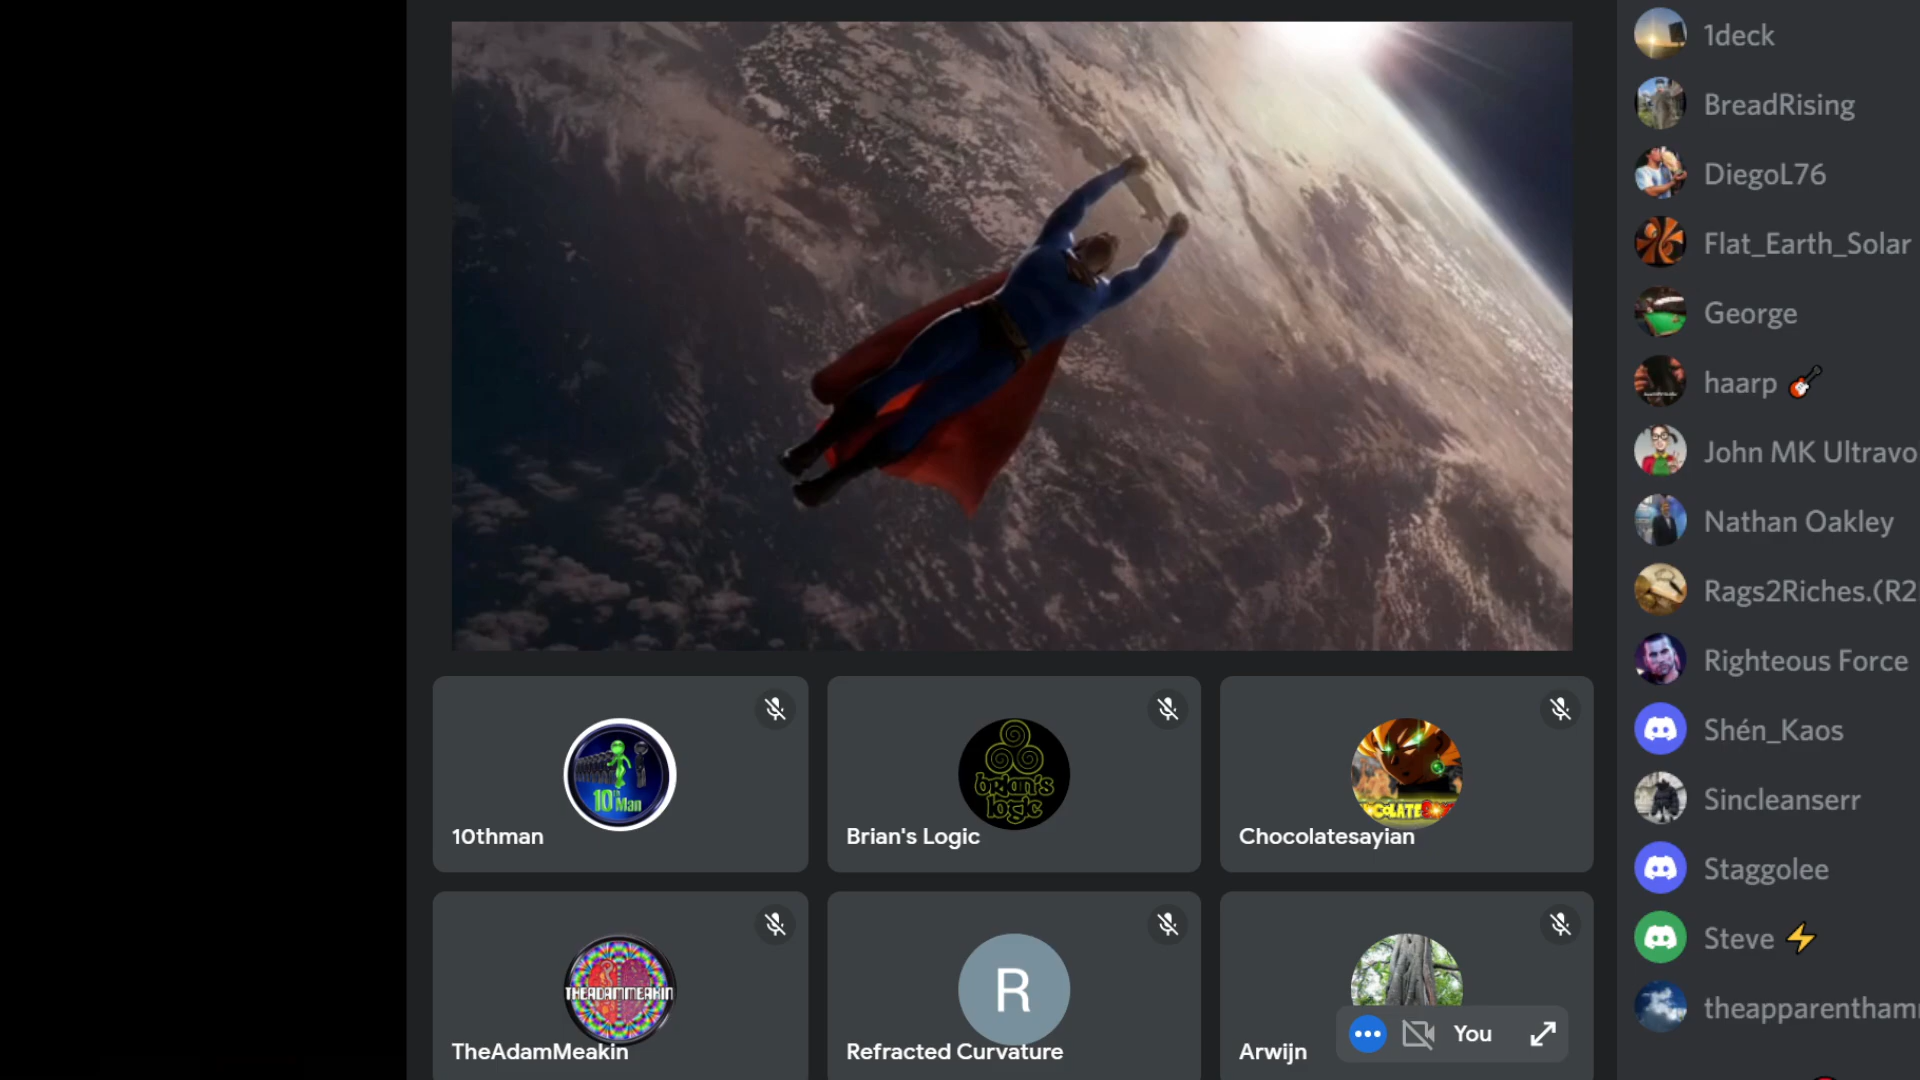 1deck
BreadRising
DiegoL76
Flat_Earth_Solar
George
haarp
John MK Ultravo
Nathan Oakley
Rags2Riches.(R2
Righteous Force
Shén_Kaos
Sincleanserr
Staggolee
Steve
theapparentham
10th Man
10thman
brian's logic
Brian's Logic
Chocolatesayian
THEADAMMEAKIN
TheAdamMeakin
R
Refracted Curvature
Arwijn
You